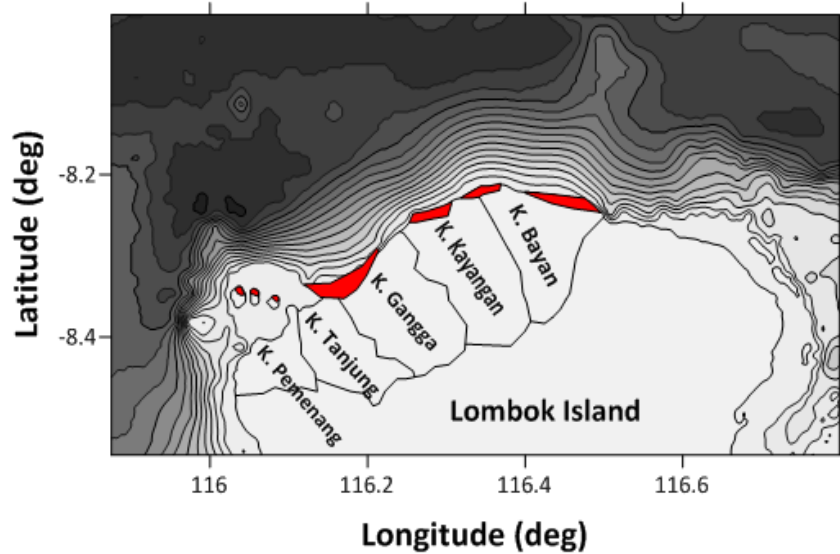 Latitude (deg)
-8.2
-8.4
K. Bayan
K. Kayangan
K. Gangga
K. Tanjung
K. Pemenang
Lombok Island
116
116.2
116.4
116.6
Longitude (deg)